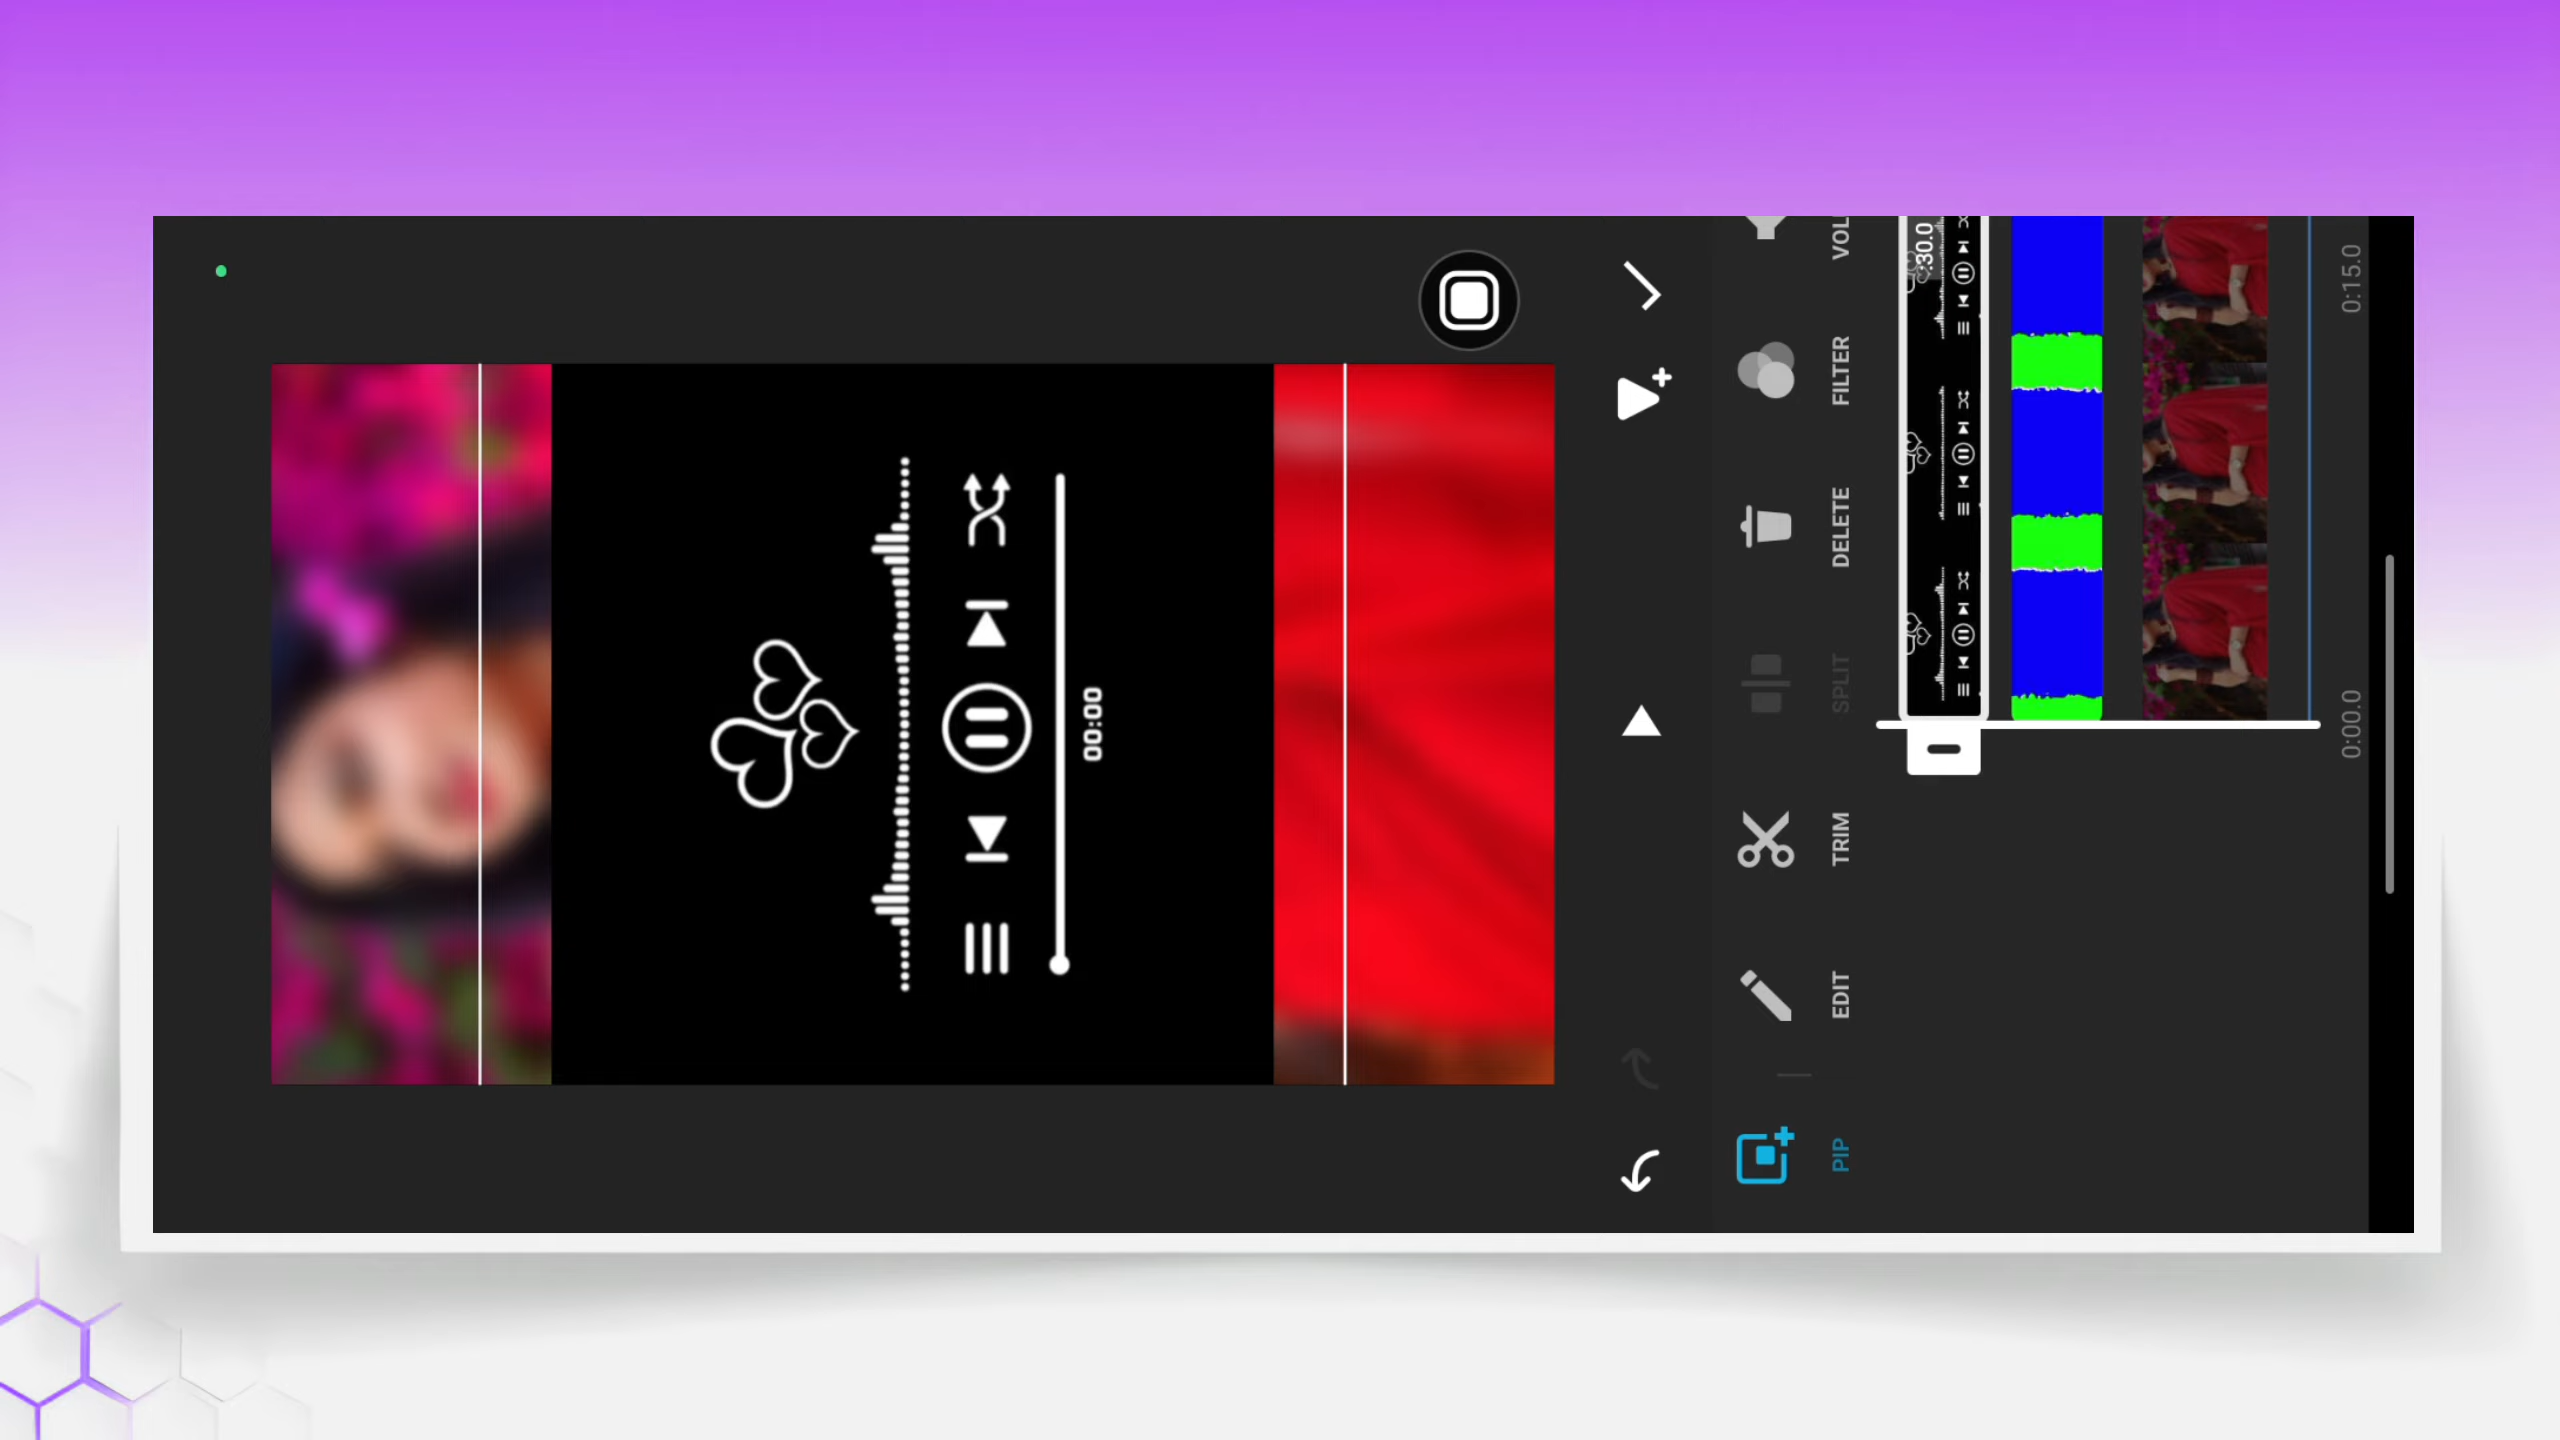 00:00
PIP
EDIT
TRIM
SPLIT
DELETE
FILTER
VOL
:30.0
0:00.0
0:15.0